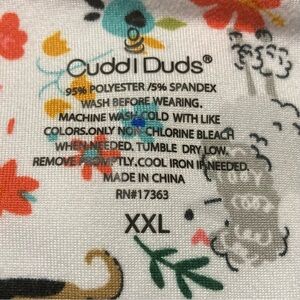 Cuddl Duds®
95% POLYESTER /5% SPANDEX
WASH BEFORE WEARING.
MACHINE WASH COLD WITH LIKE
COLORS.ONLY NON-CHLORINE BLEACH
WHEN NEEDED. TUMBLE DRY LOW.
REMOVE PROMPTLY.COOL IRON IF NEEDED.
MADE IN CHINA
RN#17363
XXL